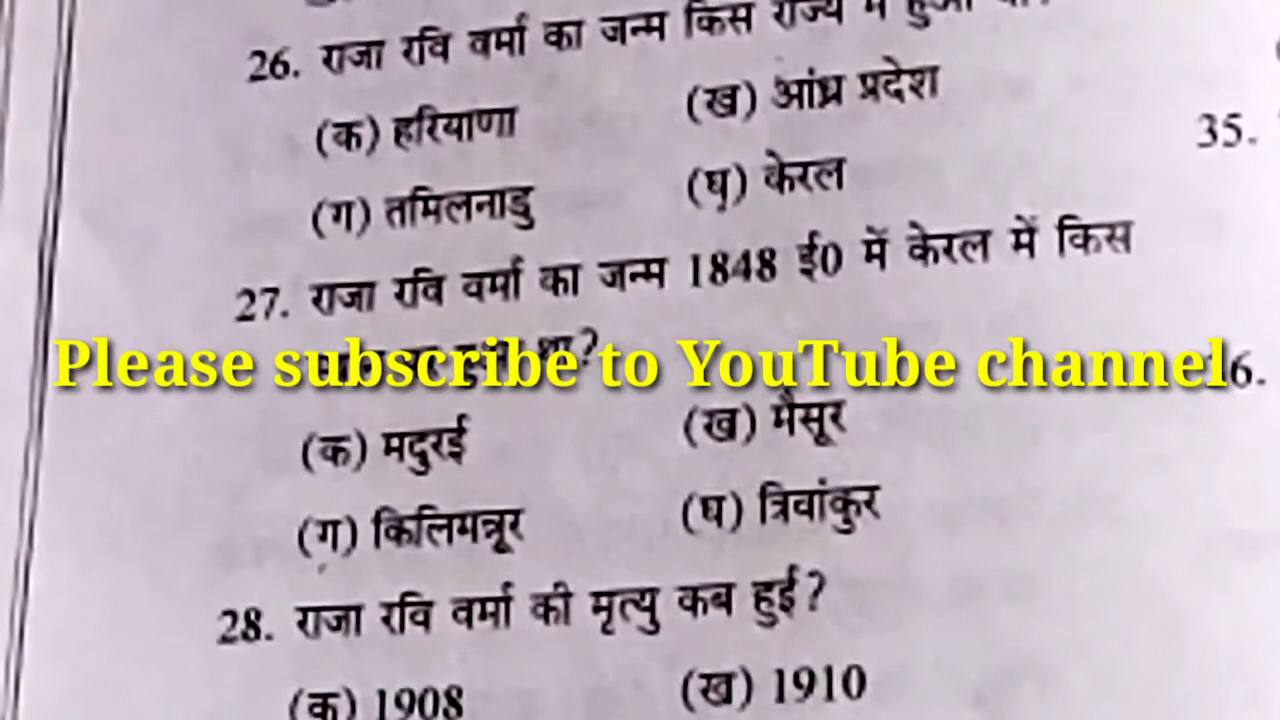 26. राजा रवि वर्मा का जन्म किस राज्य में हुआ
(क) हरियाणा (ख) आंध्र प्रदेश
35.
(ग) तमिलनाडु (घ) केरल
27. राजा रवि वर्मा का जन्म 1848 ई0 में केरल में किस
था?
Please subscribe to YouTube channel
6.
(क) मदुरई (ख) मैसूर
(ग) किलिमन्नूर (घ) त्रिवांकुर
28. राजा रवि वर्मा की मृत्यु कब हुई?
(क) 1908 (ख) 1910